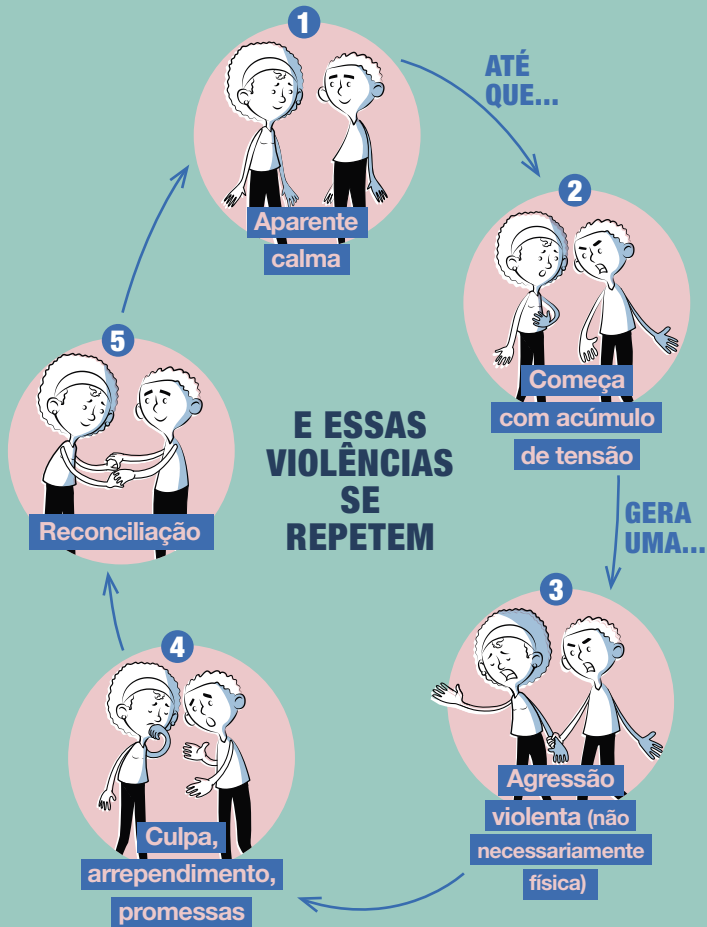 1
Aparente
calma
ATÉ
QUE...
2
Começa
com acúmulo
de tensão
GERA
UMA...
3
Agressão
violenta (não
necessariamente
física)
4
Culpa,
arrependimento,
promessas
5
Reconciliação
E ESSAS
VIOLÊNCIAS
SE
REPETEM